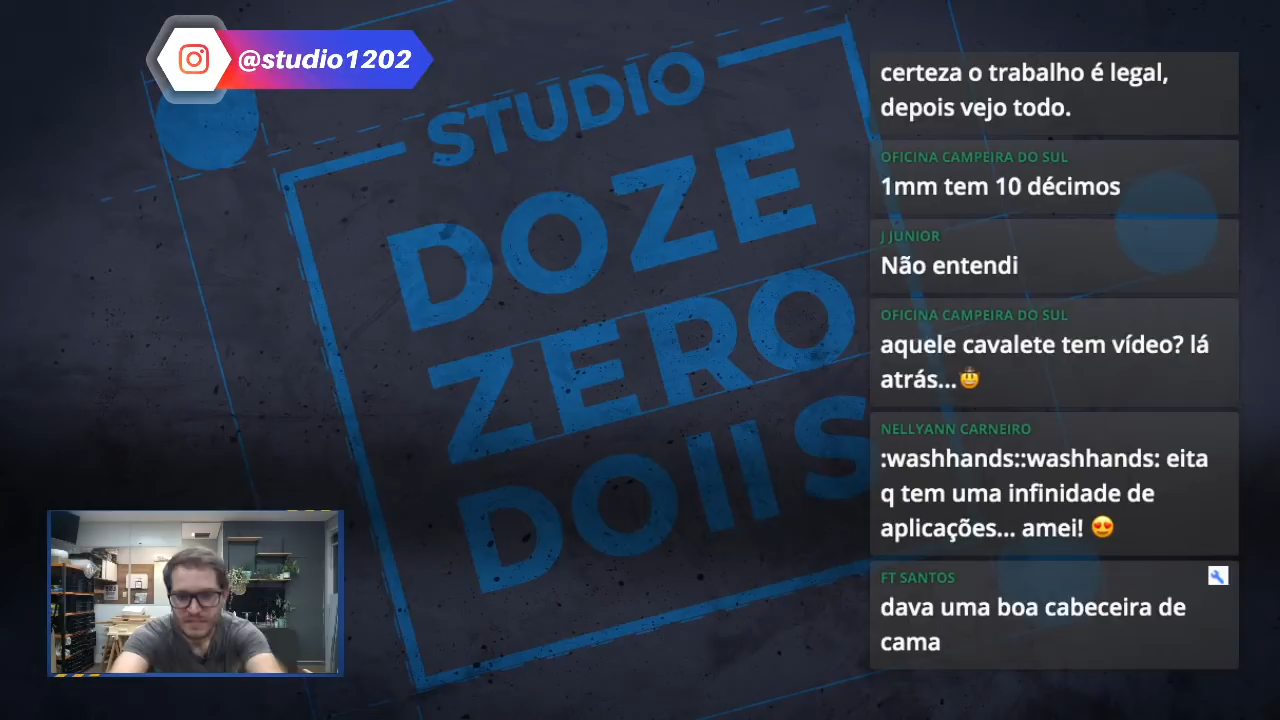 @studio1202
STUDIO
DOZE
ZERO
DOIIS
certeza o trabalho é legal,
depois vejo todo.
OFICINA CAMPEIRA DO SUL
1mm tem 10 décimos
J JUNIOR
Não entendi
OFICINA CAMPEIRA DO SUL
aquele cavalete tem vídeo? lá
atrás...🤠
NELLYANN CARNEIRO
:washhands::washhands: eita
q tem uma infinidade de
aplicações... amei! 😍
FT SANTOS
dava uma boa cabeceira de
cama